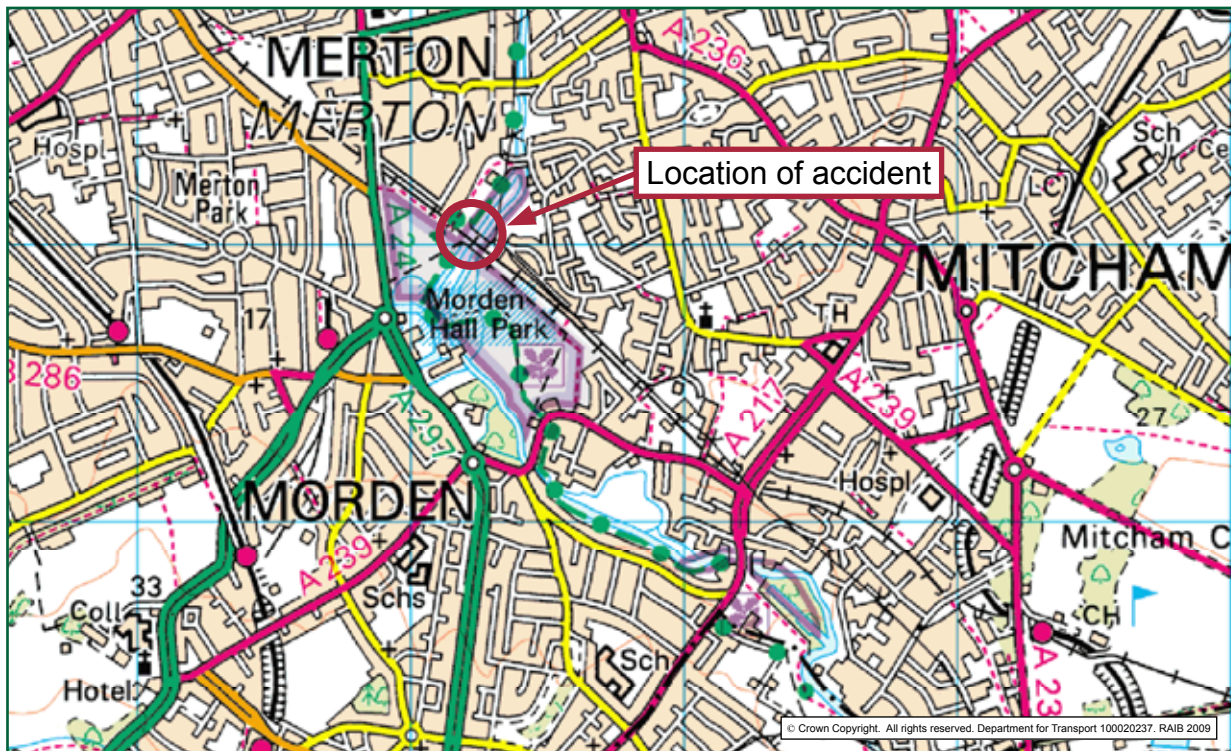 MERTON
A 236
MERTON
Hospl
Sch
Ce
Location of accident
Merton
Park
LC
A 24
MITCHAM
Morden
Hall Park
17
TH
B 286
A 217
A 239
A 297
27
MORDEN
Hospl
Mitcham C
A 239
33
Schs
Coll
CH
Sch
Hotel
A 23
© Crown Copyright. All rights reserved. Department for Transport 100020237. RAIB 2009